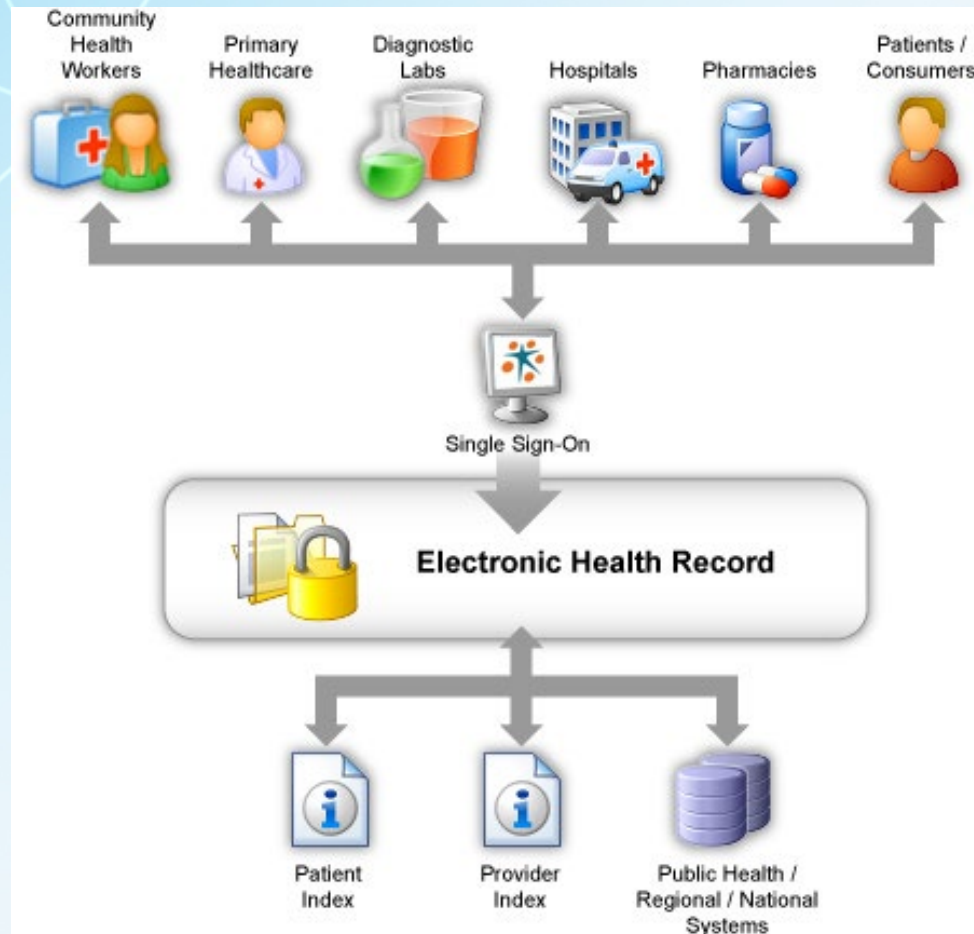 Community
Health
Workers
Primary
Healthcare
Diagnostic
Labs
Hospitals
Pharmacies
Patients /
Consumers
Single Sign-On
Electronic Health Record
Patient
Index
Provider
Index
Public Health /
Regional / National
Systems